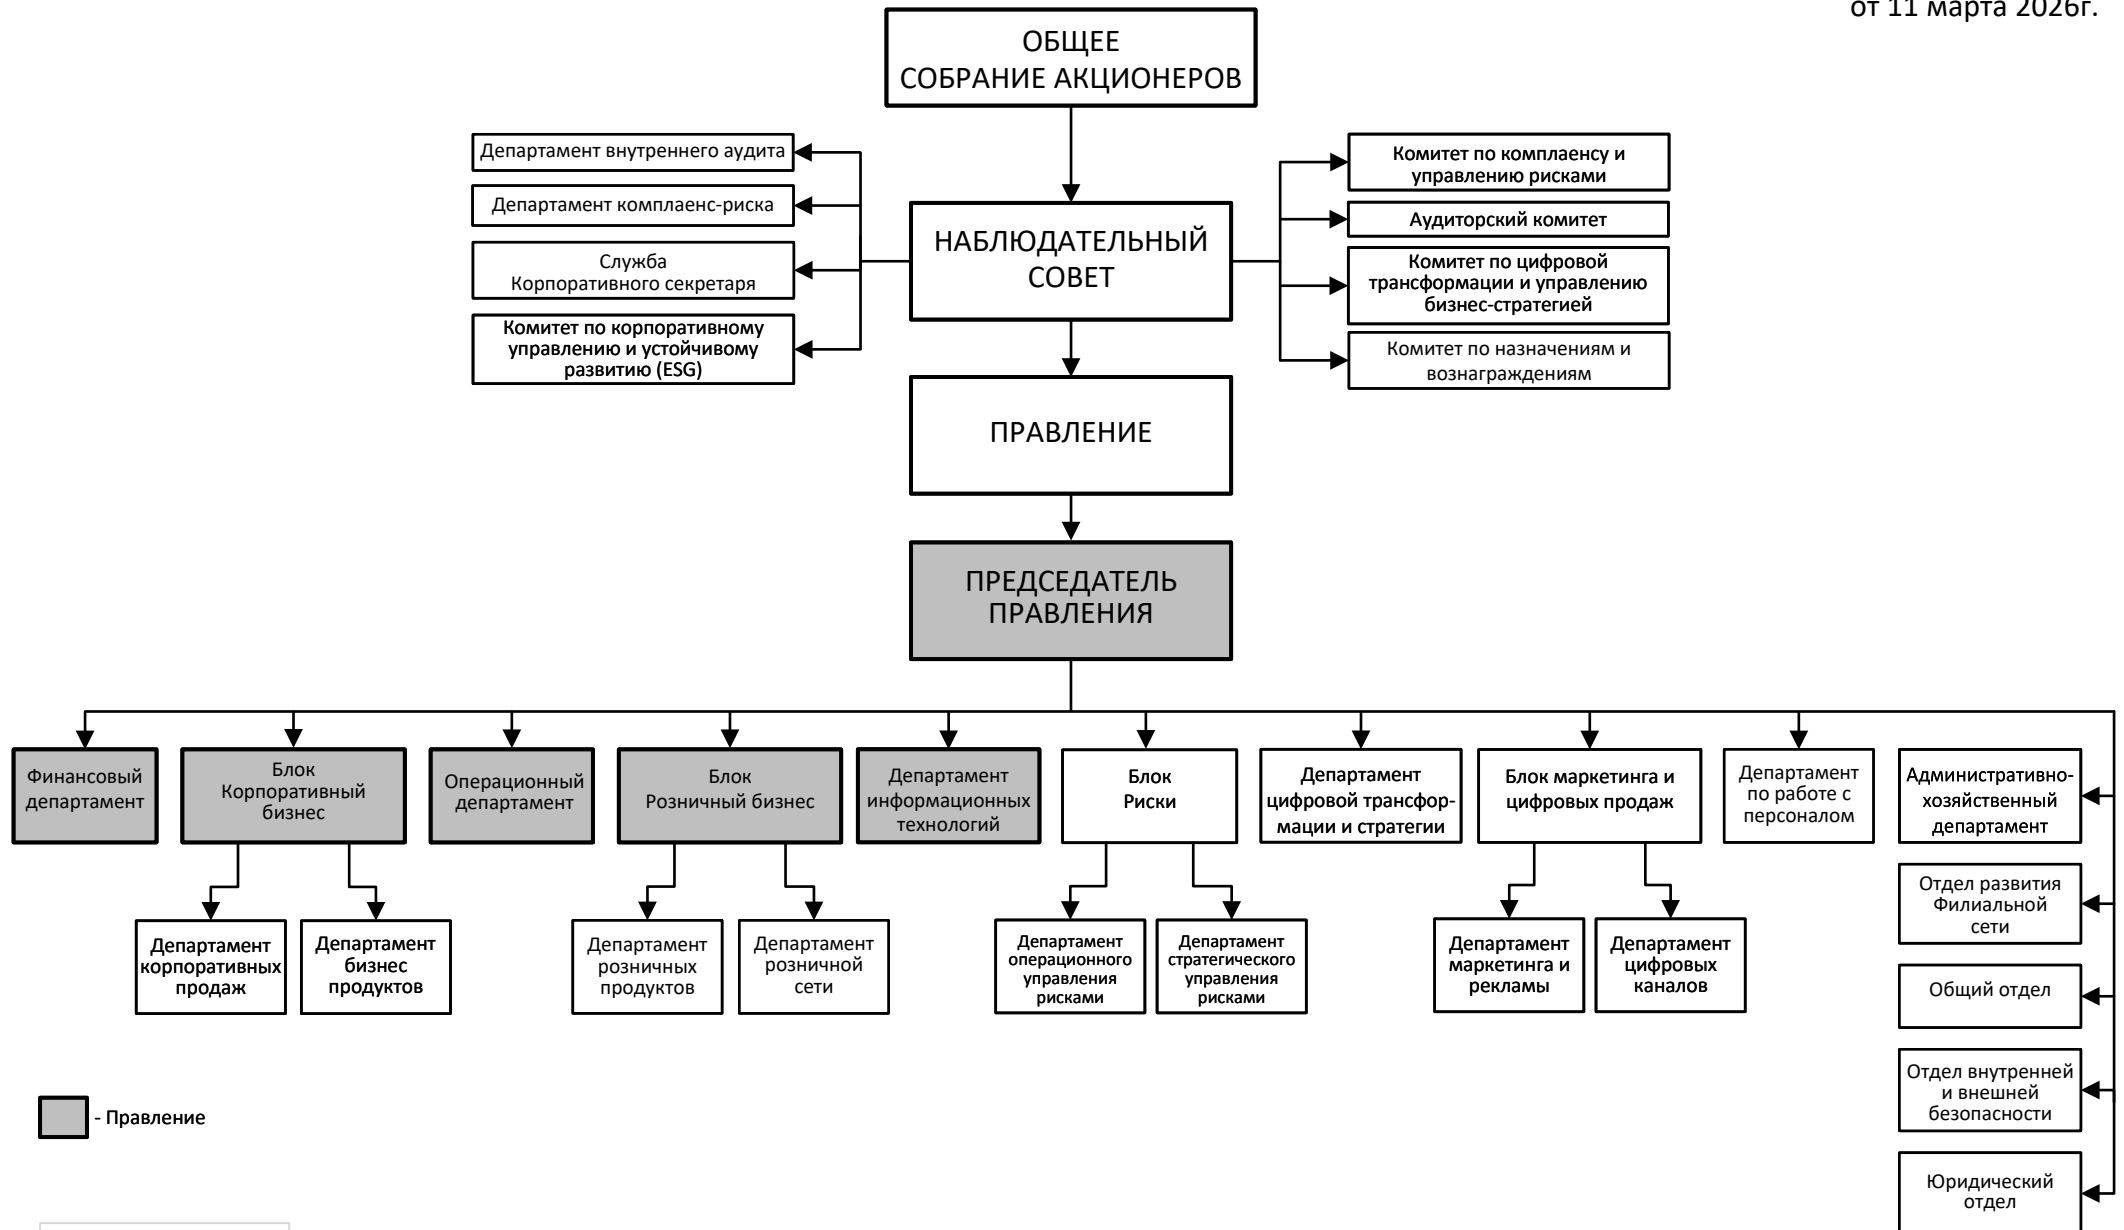 от 11 марта 2026г.
ОБЩЕЕ
СОБРАНИЕ АКЦИОНЕРОВ
Департамент внутреннего аудита
Департамент комплаенс-риска
Служба
Корпоративного секретаря
Комитет по корпоративному
управлению и устойчивому
развитию (ESG)
НАБЛЮДАТЕЛЬНЫЙ
СОВЕТ
Комитет по комплаенсу и
управлению рисками
Аудиторский комитет
Комитет по цифровой
трансформации и управлению
бизнес-стратегией
Комитет по назначениям и
вознаграждениям
ПРАВЛЕНИЕ
ПРЕДСЕДАТЕЛЬ
ПРАВЛЕНИЯ
Финансовый
департамент
Блок
Корпоративный
бизнес
Операционный
департамент
Блок
Розничный бизнес
Департамент
информационных
технологий
Блок
Риски
Департамент
цифровой трансфор-
мации и стратегии
Блок маркетинга и
цифровых продаж
Департамент
по работе с
персоналом
Административно-
хозяйственный
департамент
Департамент
корпоративных
продаж
Департамент
бизнес
продуктов
Департамент
розничных
продуктов
Департамент
розничной
сети
Департамент
операционного
управления
рисками
Департамент
стратегического
управления
рисками
Департамент
маркетинга и
рекламы
Департамент
цифровых
каналов
Отдел развития
Филиальной
сети
Общий отдел
Отдел внутренней
и внешней
безопасности
Юридический
отдел
- Правление